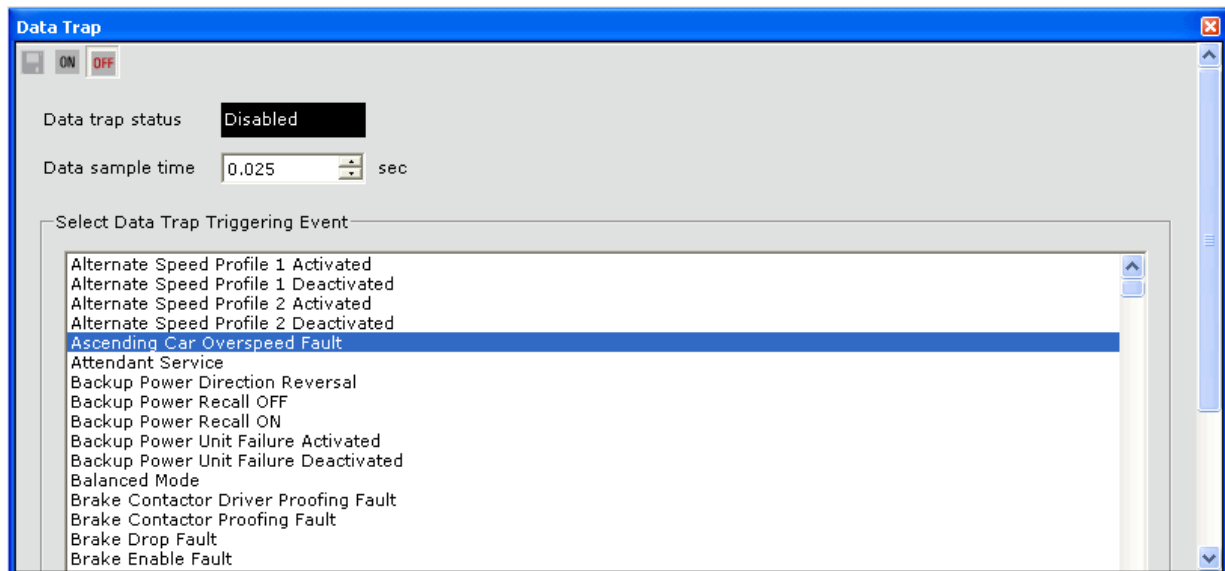 Data Trap
ON OFF
Data trap status Disabled
Data sample time 0.025 sec
Select Data Trap Triggering Event
Alternate Speed Profile 1 Activated
Alternate Speed Profile 1 Deactivated
Alternate Speed Profile 2 Activated
Alternate Speed Profile 2 Deactivated
Ascending Car Overspeed Fault
Attendant Service
Backup Power Direction Reversal
Backup Power Recall OFF
Backup Power Recall ON
Backup Power Unit Failure Activated
Backup Power Unit Failure Deactivated
Balanced Mode
Brake Contactor Driver Proofing Fault
Brake Contactor Proofing Fault
Brake Drop Fault
Brake Enable Fault